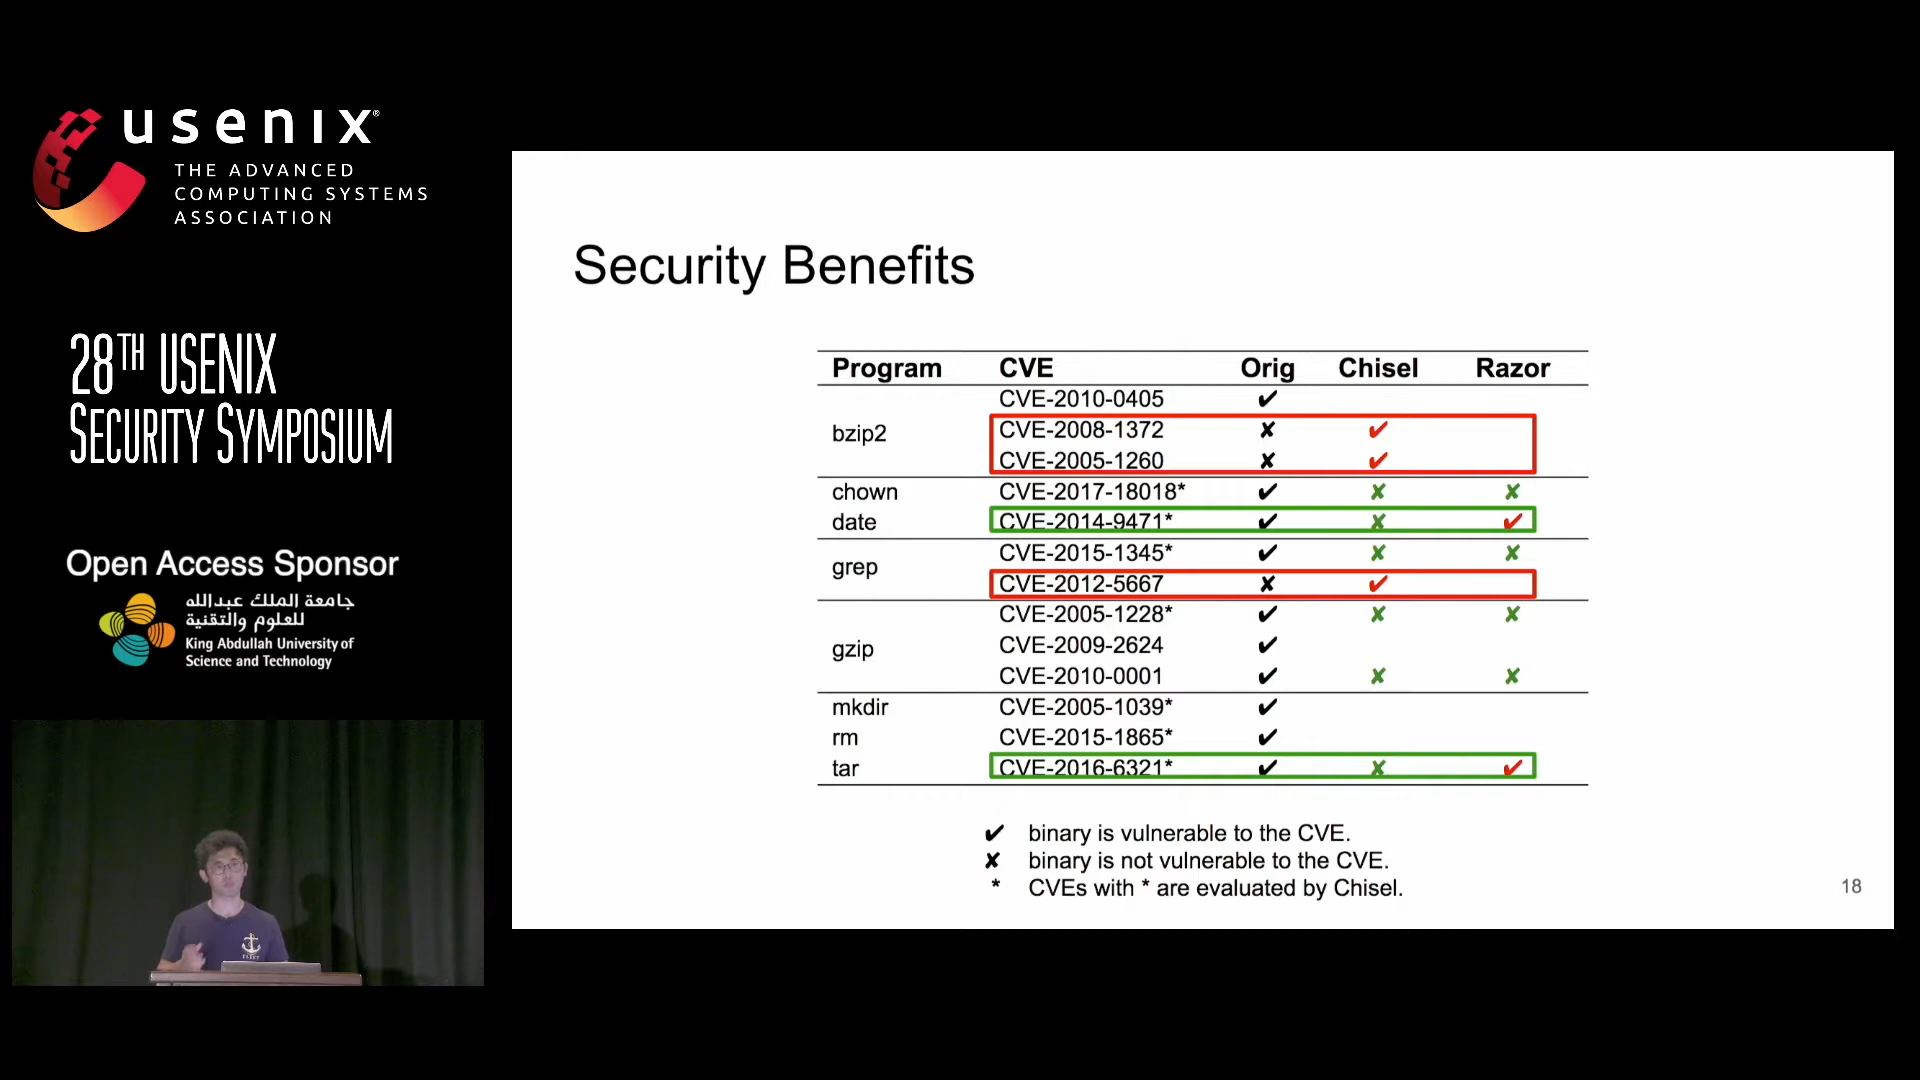 usenix®
THE ADVANCED
COMPUTING SYSTEMS
ASSOCIATION
28TH USENIX
SECURITY SYMPOSIUM
Open Access Sponsor
جامعة الملك عبدالله
للعلوم والتقنية
King Abdullah University of
Science and Technology
Security Benefits
Program CVE Orig Chisel Razor
bzip2
CVE-2010-0405 ✔
CVE-2008-1372 ✘ ✔
CVE-2005-1260 ✘ ✔
chown CVE-2017-18018* ✔ ✘ ✘
date CVE-2014-9471* ✔ ✘ ✔
grep
CVE-2015-1345* ✔ ✘ ✘
CVE-2012-5667 ✘ ✔
gzip
CVE-2005-1228* ✔ ✘ ✘
CVE-2009-2624 ✔
CVE-2010-0001 ✔ ✘ ✘
mkdir CVE-2005-1039* ✔
rm CVE-2015-1865* ✔
tar CVE-2016-6321* ✔ ✘ ✔
✔ binary is vulnerable to the CVE.
✘ binary is not vulnerable to the CVE.
* CVEs with * are evaluated by Chisel.
18